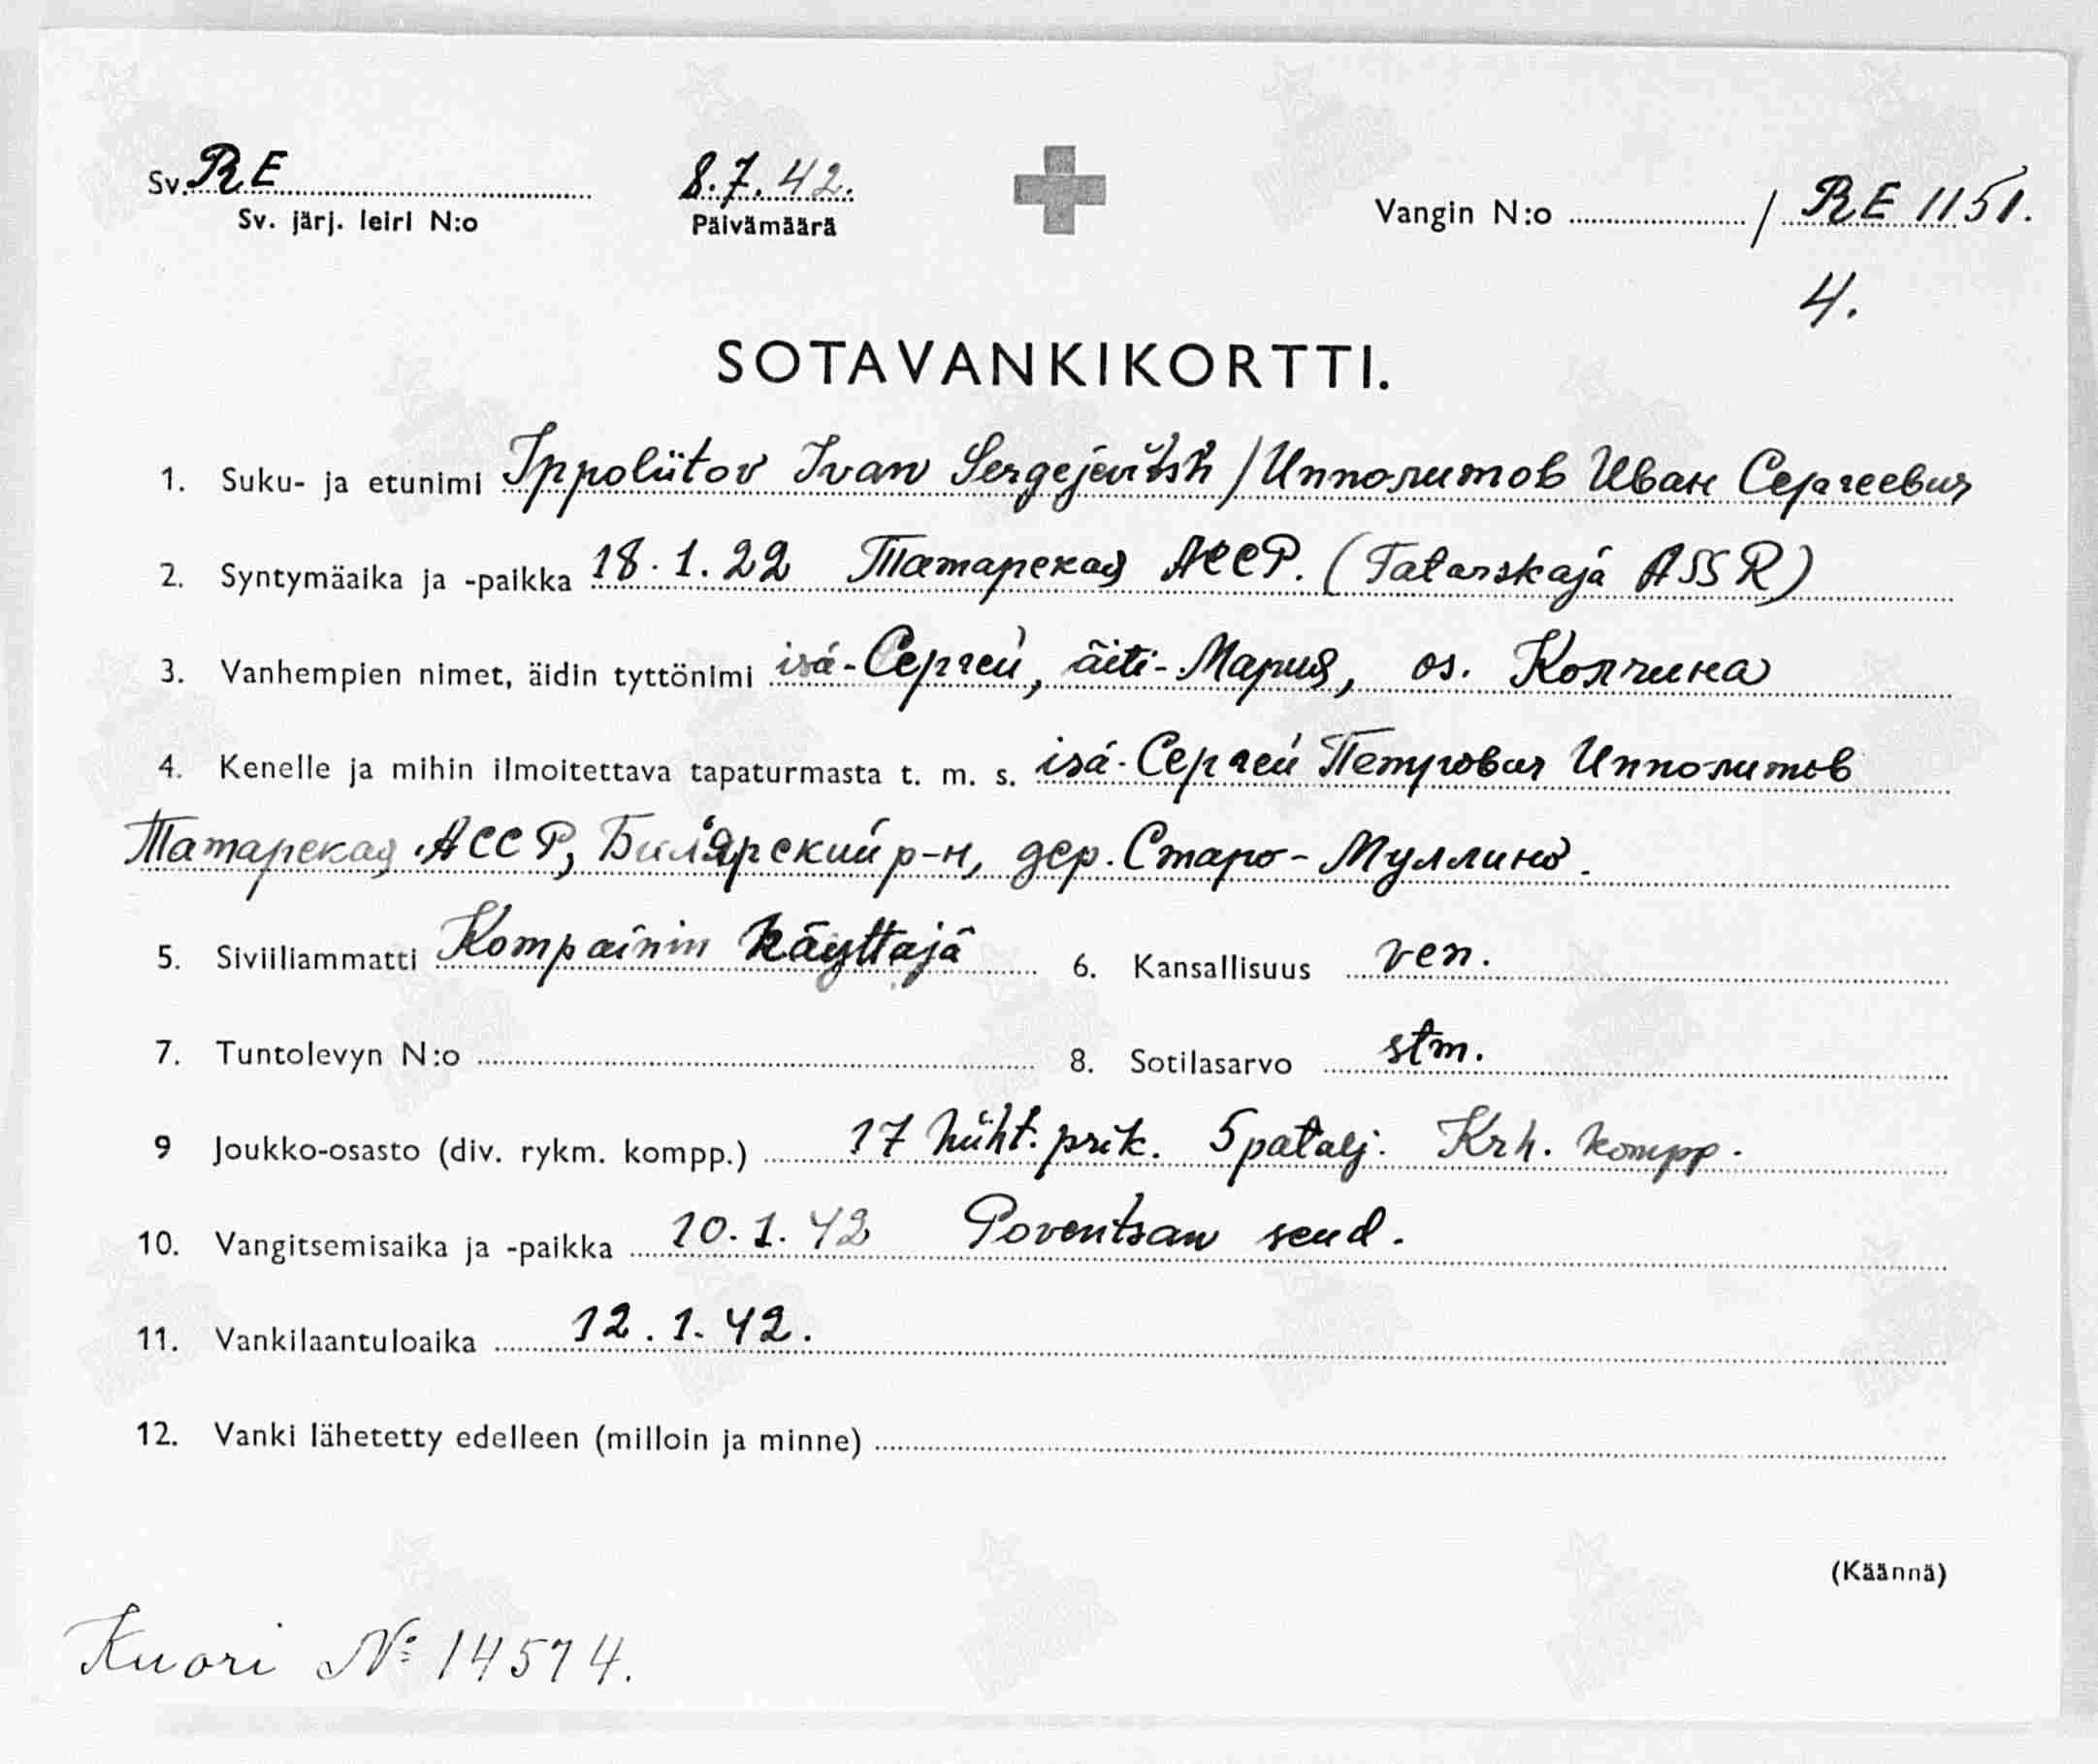 Sv. RE 8.7.42. Vangin N:o / RE 1151.
Sv. järj. leiri N:o Päivämäärä
4.
SOTAVANKIKORTTI.
1. Suku- ja etunimi Ippoliitov Ivan Sergejevitsh / Ипполитов Иван Сергеевич
2. Syntymäaika ja -paikka 18.1.22 Татарская АССР. (Tatarskaja ASSR)
3. Vanhempien nimet, äidin tyttönimi isä-Сергей, äiti-Мария, os. Колчина
4. Kenelle ja mihin ilmoitettava tapaturmasta t. m. s. isä-Сергей Петрович Ипполитов
Татарская АССР, Билярский р-н, дер. Старо-Муллино.
5. Siviiliammatti Kompainin käyttäjä 6. Kansallisuus ven.
7. Tuntolevyn N:o 8. Sotilasarvo stm.
9 Joukko-osasto (div. rykm. kompp.) 17 hiiht. prik. 5 patalj. Krh. kompp.
10. Vangitsemisaika ja -paikka 10.1.42 Poventsan seud.
11. Vankilaantuloaika 12.1.42.
12. Vanki lähetetty edelleen (milloin ja minne)
(Käännä)
Kuori №: 14574.